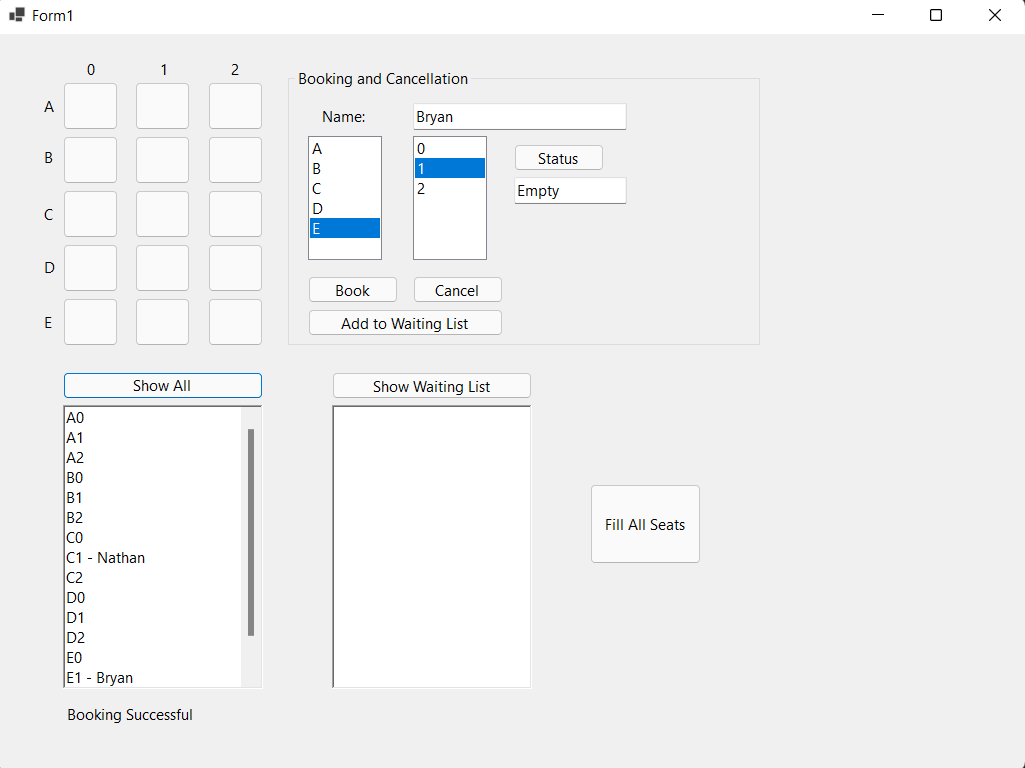 Form1
0 1 2
A
B
C
D
E
Booking and Cancellation
Name: Bryan
A
B
C
D
E
0
1
2
Status
Empty
Book Cancel
Add to Waiting List
Show All
A0
A1
A2
B0
B1
B2
C0
C1 - Nathan
C2
D0
D1
D2
E0
E1 - Bryan
Show Waiting List
Fill All Seats
Booking Successful